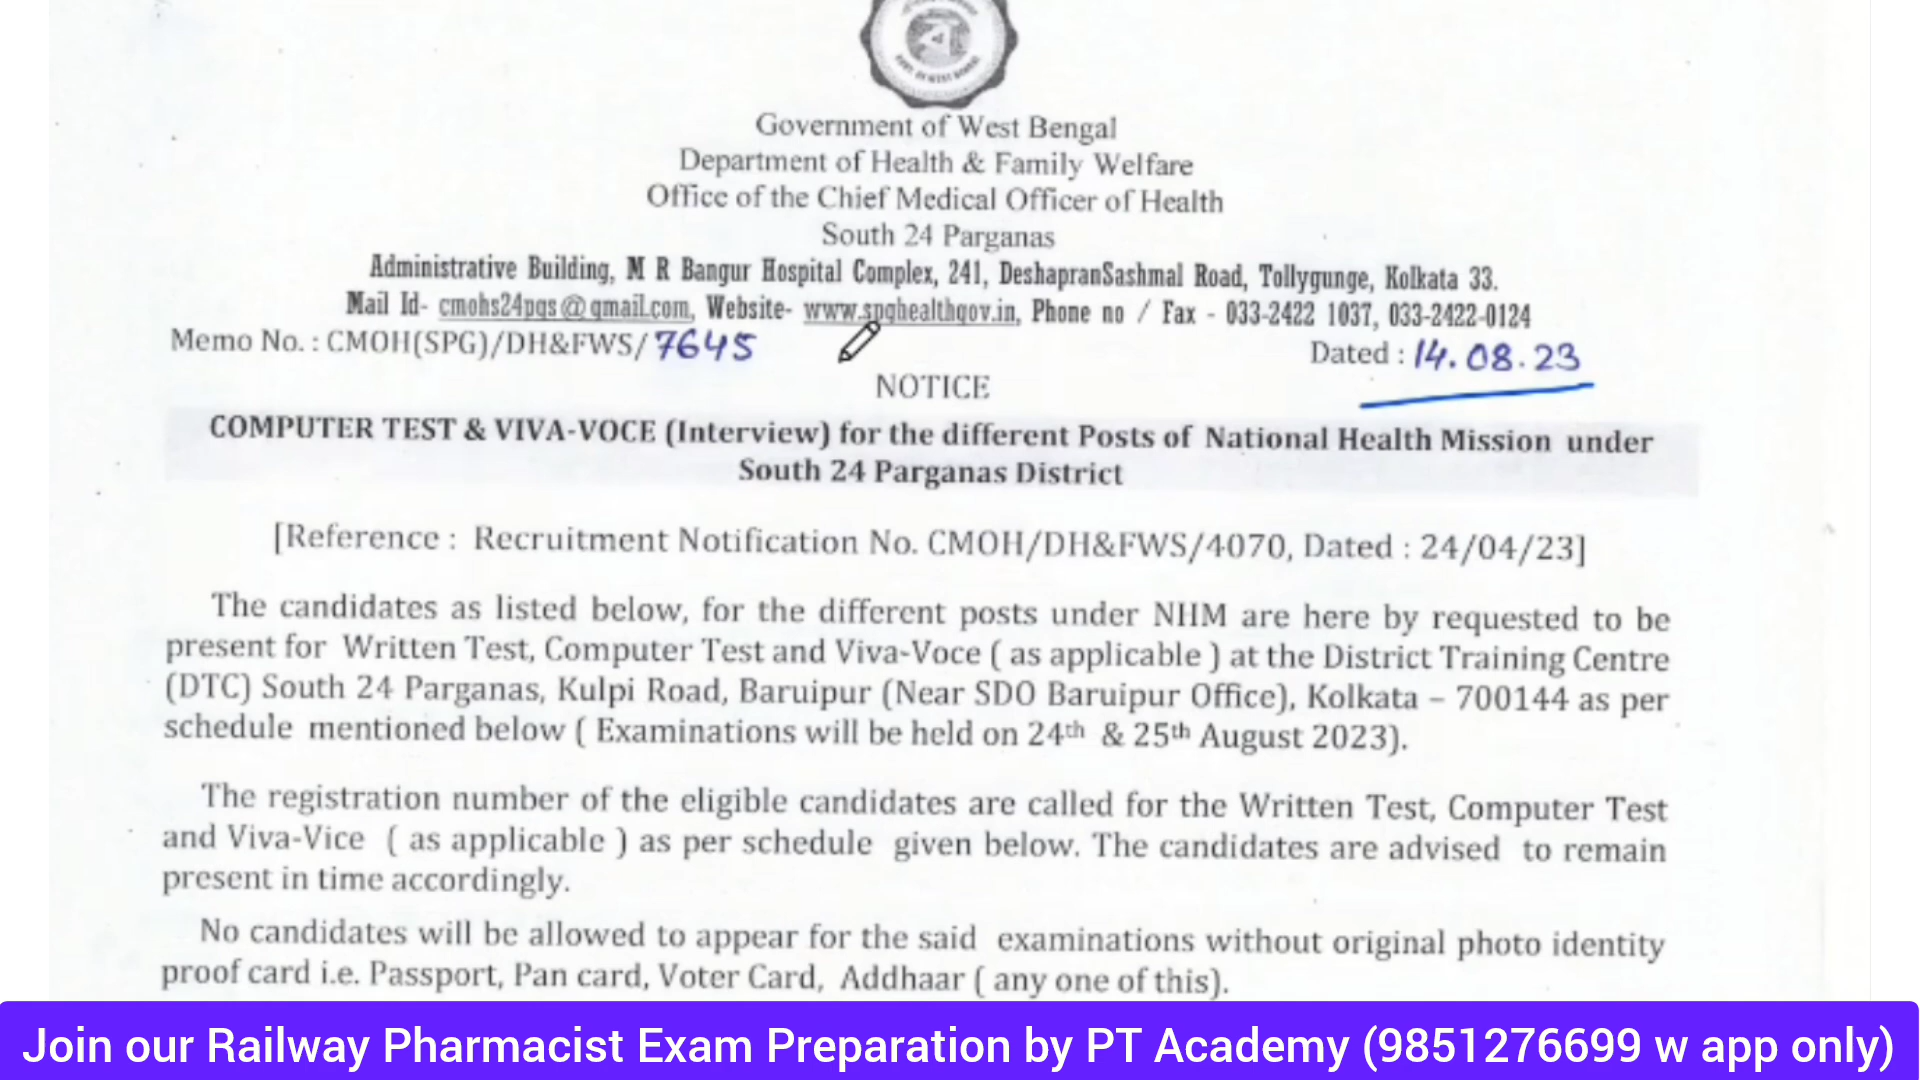 GOVT. OF WEST BENGAL
Government of West Bengal
Department of Health & Family Welfare
Office of the Chief Medical Officer of Health
South 24 Parganas
Administrative Building, M R Bangur Hospital Complex, 241, DeshapranSashmal Road, Tollygunge, Kolkata 33.
Mail Id- cmohs24pgs@gmail.com, Website- www.spghealthgov.in, Phone no / Fax - 033-2422 1037, 033-2422-0124
Memo No. : CMOH(SPG)/DH&FWS/ 7645 Dated : 14.08.23
NOTICE
COMPUTER TEST & VIVA-VOCE (Interview) for the different Posts of National Health Mission under
South 24 Parganas District
[Reference : Recruitment Notification No. CMOH/DH&FWS/4070, Dated : 24/04/23]
The candidates as listed below, for the different posts under NHM are here by requested to be
present for Written Test, Computer Test and Viva-Voce ( as applicable ) at the District Training Centre
(DTC) South 24 Parganas, Kulpi Road, Baruipur (Near SDO Baruipur Office), Kolkata – 700144 as per
schedule mentioned below ( Examinations will be held on 24th & 25th August 2023).
The registration number of the eligible candidates are called for the Written Test, Computer Test
and Viva-Vice ( as applicable ) as per schedule given below. The candidates are advised to remain
present in time accordingly.
No candidates will be allowed to appear for the said examinations without original photo identity
proof card i.e. Passport, Pan card, Voter Card, Addhaar ( any one of this).
Join our Railway Pharmacist Exam Preparation by PT Academy (9851276699 w app only)